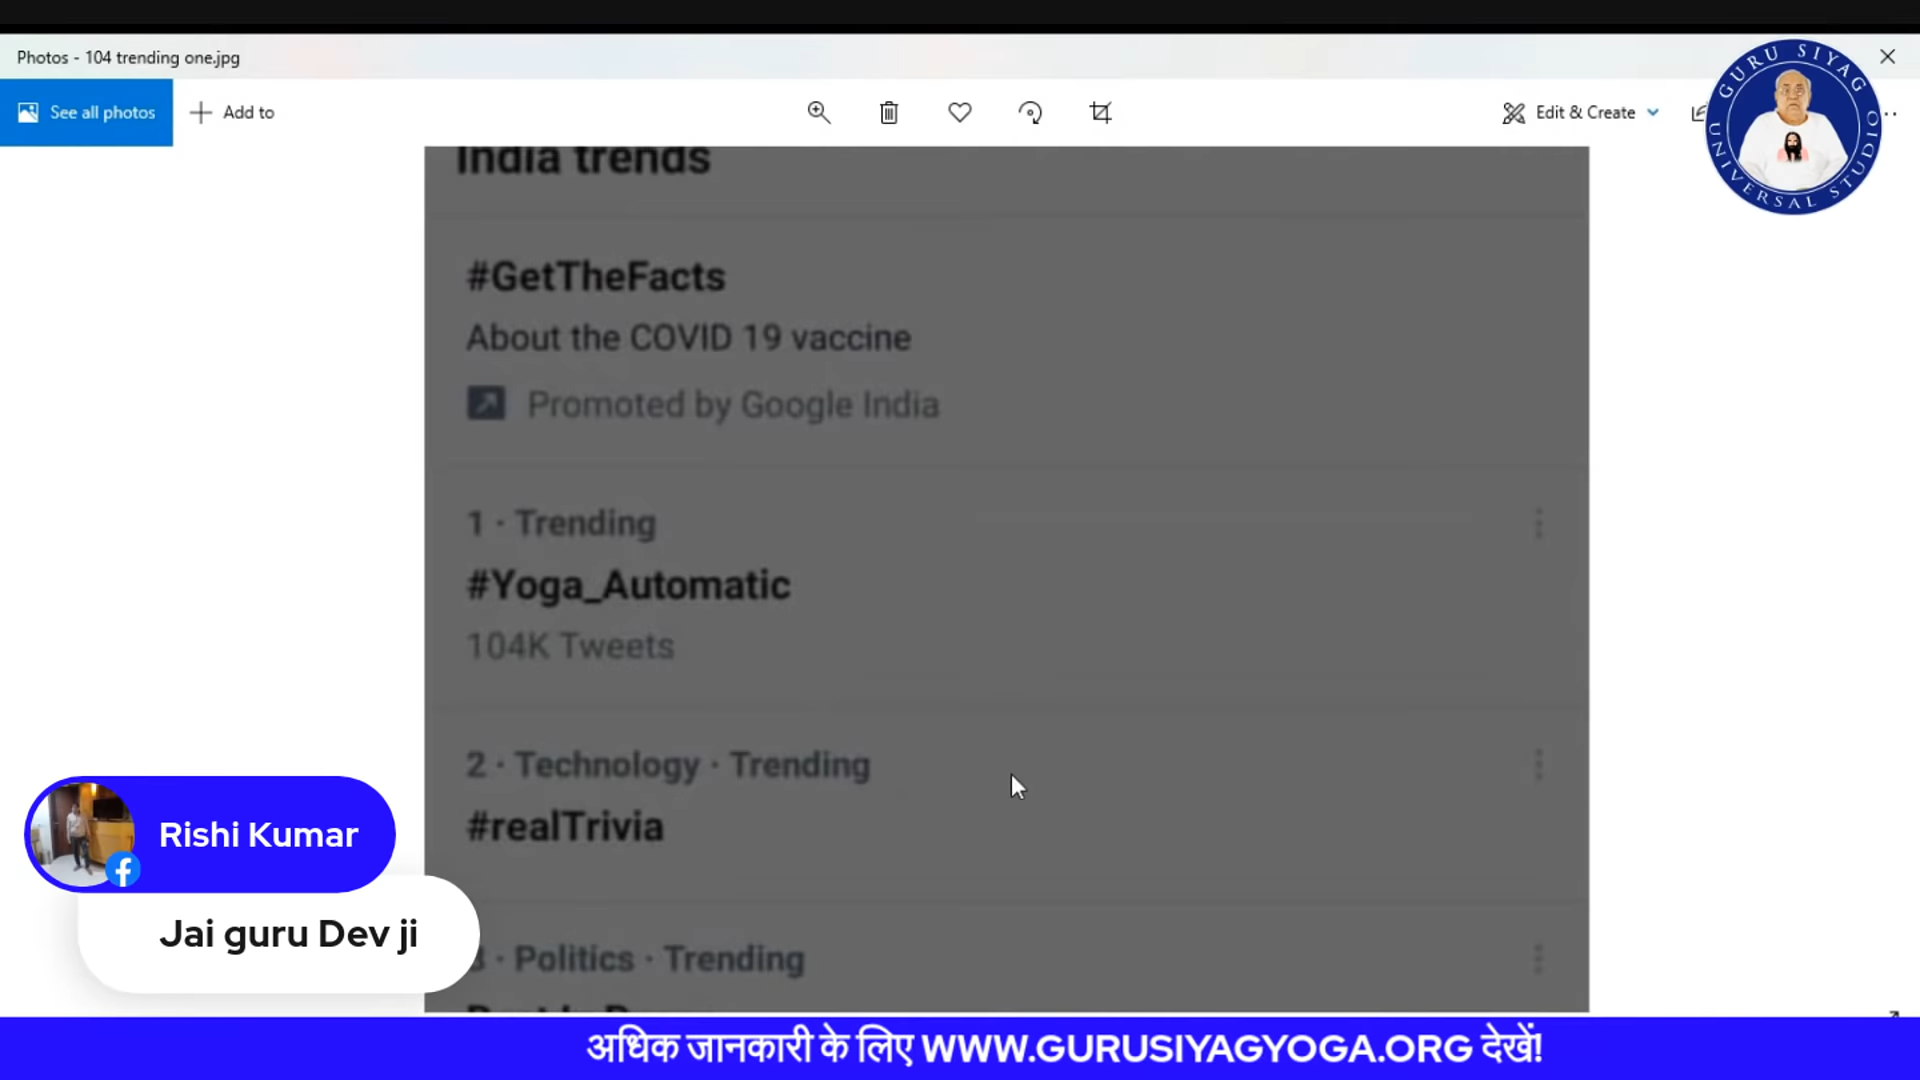 Photos - 104 trending one.jpg
See all photos
Add to
Edit & Create
GURU SIYAG
UNIVERSAL STUDIO
India trends
#GetTheFacts
About the COVID 19 vaccine
Promoted by Google India
1 · Trending
#Yoga_Automatic
104K Tweets
2 · Technology · Trending
#realTrivia
3 · Politics · Trending
Rishi Kumar
Jai guru Dev ji
अधिक जानकारी के लिए WWW.GURUSIYAGYOGA.ORG देखें!